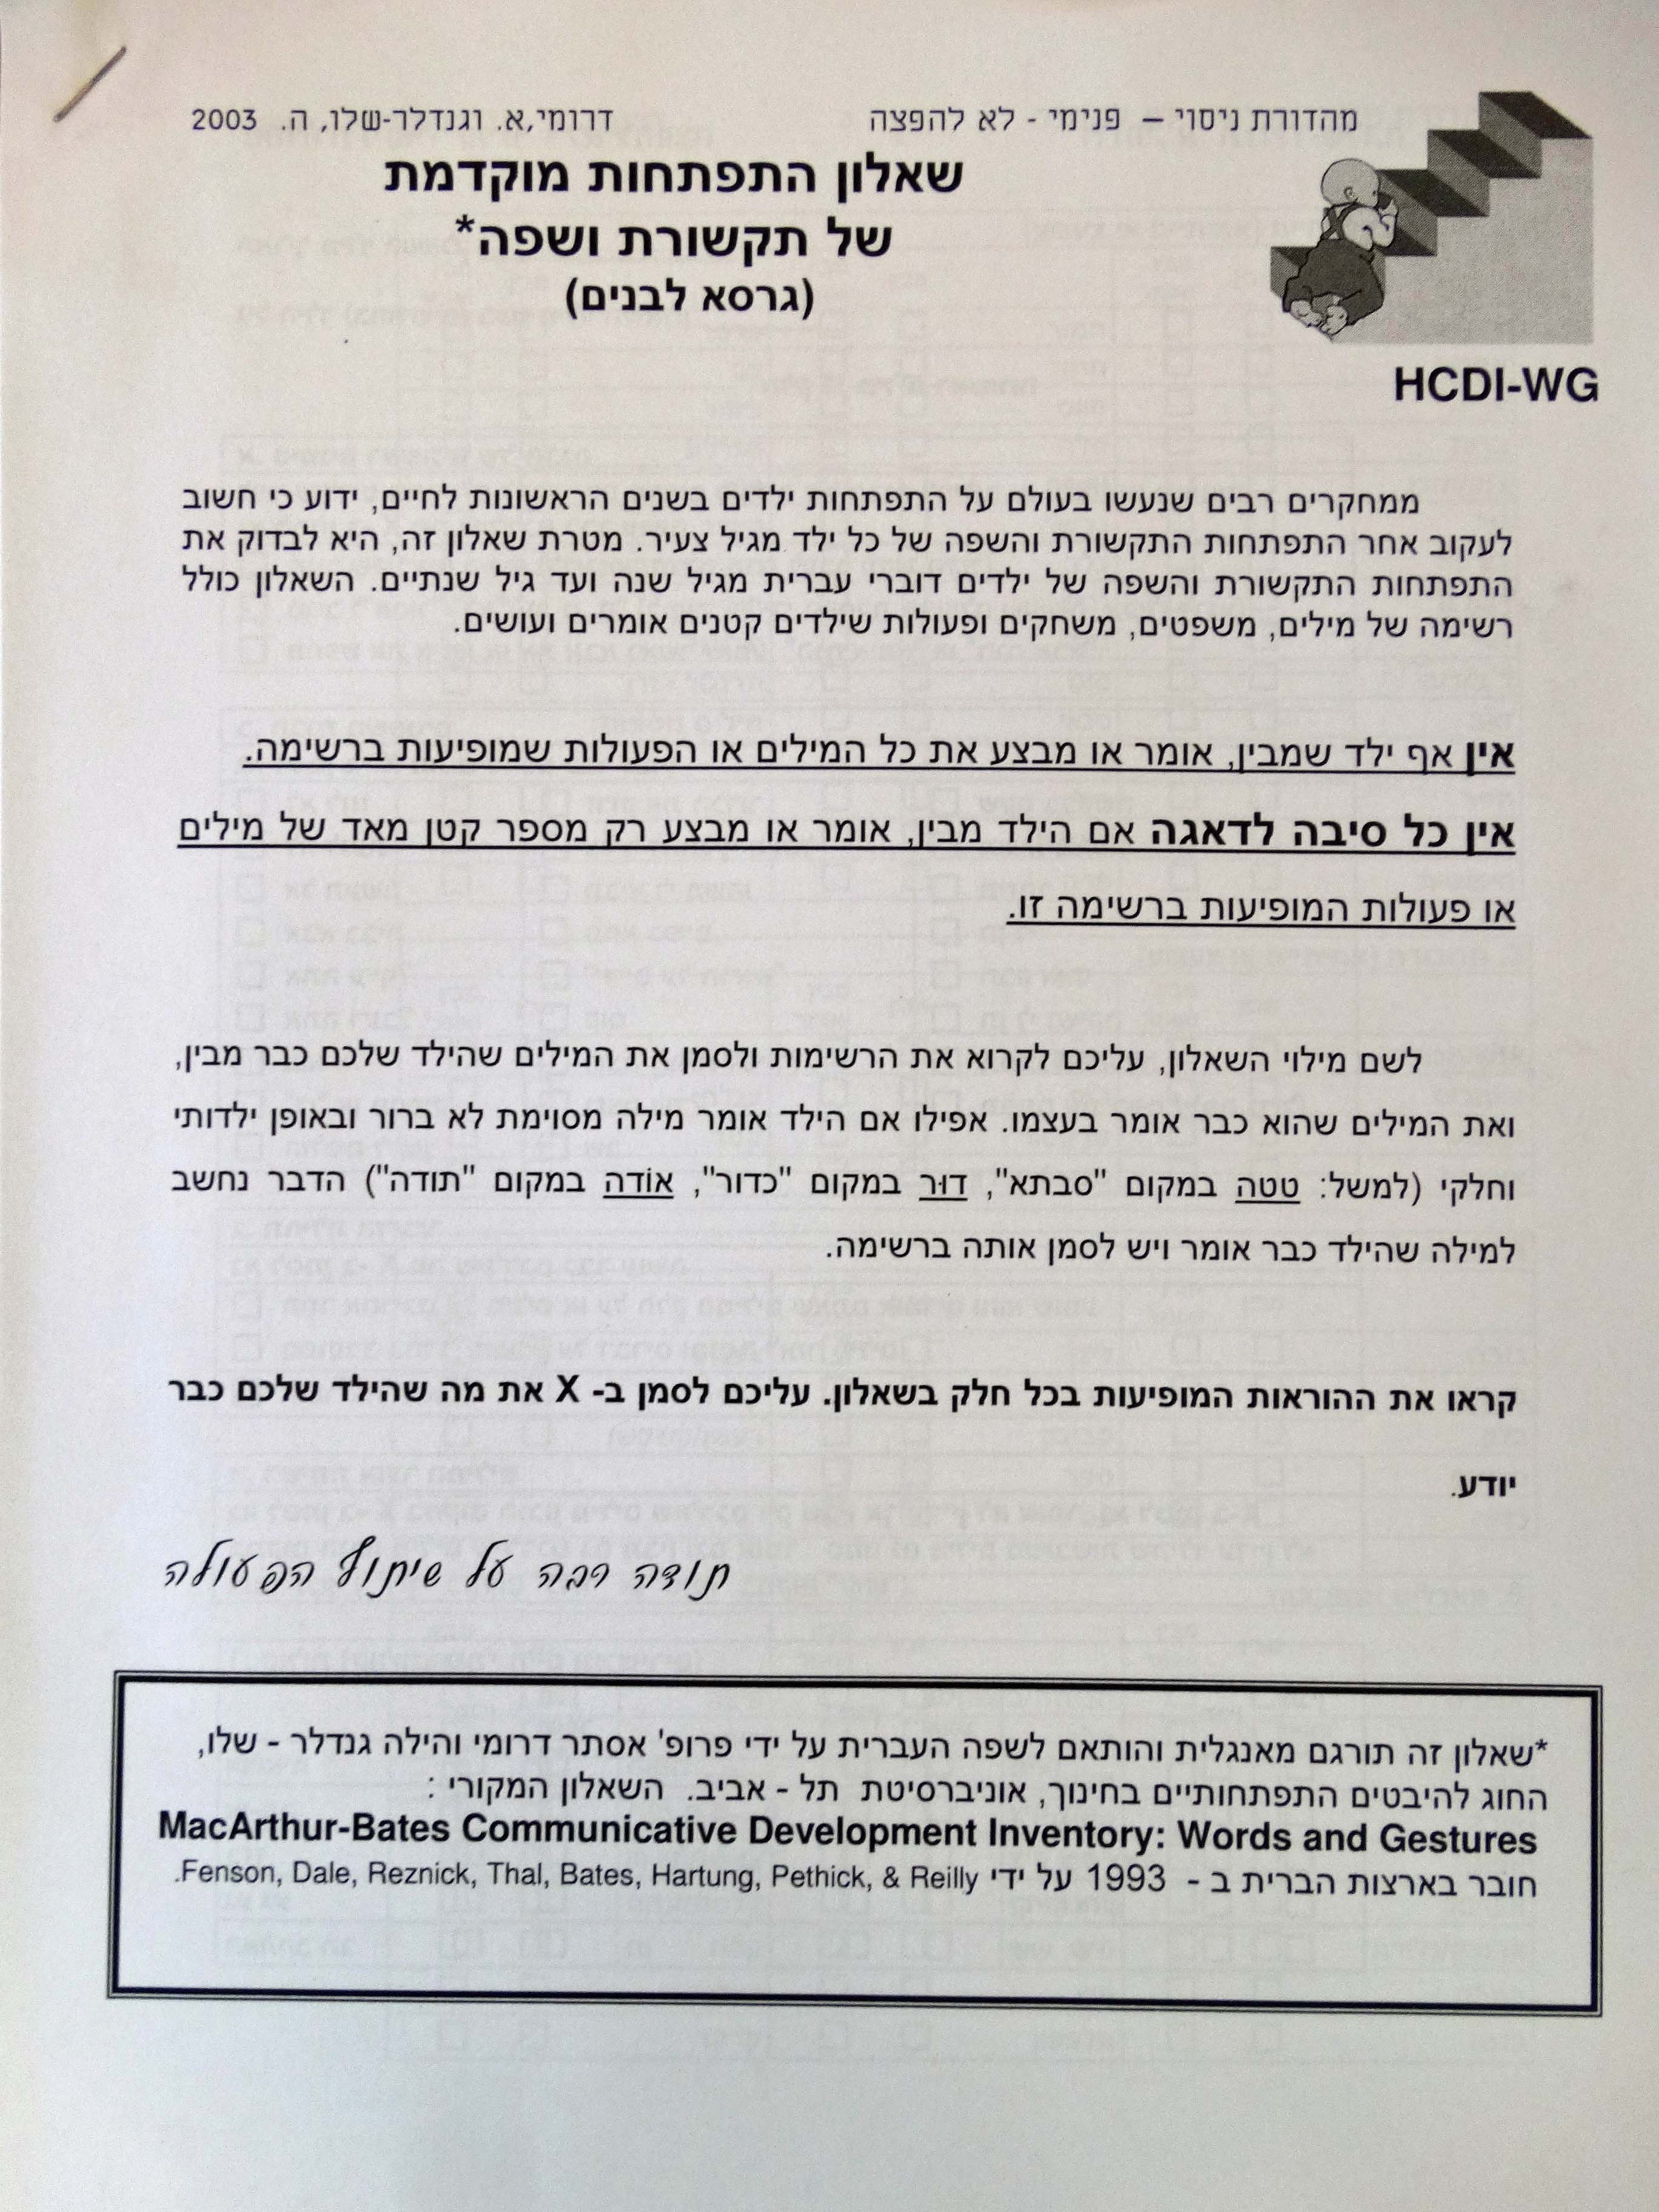 מהדורת ניסוי – פנימי - לא להפצה
דרומי,א. וגנדלר-שלו, ה. 2003
שאלון התפתחות מוקדמת
של תקשורת ושפה*
(גרסא לבנים)
HCDI-WG
ממחקרים רבים שנעשו בעולם על התפתחות ילדים בשנים הראשונות לחיים, ידוע כי חשוב
לעקוב אחר התפתחות התקשורת והשפה של כל ילד מגיל צעיר. מטרת שאלון זה, היא לבדוק את
התפתחות התקשורת והשפה של ילדים דוברי עברית מגיל שנה ועד גיל שנתיים. השאלון כולל
רשימה של מילים, משפטים, משחקים ופעולות שילדים קטנים אומרים ועושים.
אין אף ילד שמבין, אומר או מבצע את כל המילים או הפעולות שמופיעות ברשימה.
אין כל סיבה לדאגה אם הילד מבין, אומר או מבצע רק מספר קטן מאד של מילים
או פעולות המופיעות ברשימה זו.
לשם מילוי השאלון, עליכם לקרוא את הרשימות ולסמן את המילים שהילד שלכם כבר מבין,
ואת המילים שהוא כבר אומר בעצמו. אפילו אם הילד אומר מילה מסוימת לא ברור ובאופן ילדותי
וחלקי (למשל: טטה במקום "סבתא", דוּר במקום "כדור", אוֹדה במקום "תודה") הדבר נחשב
למילה שהילד כבר אומר ויש לסמן אותה ברשימה.
קראו את ההוראות המופיעות בכל חלק בשאלון. עליכם לסמן ב- X את מה שהילד שלכם כבר
יודע.
תודה רבה על שיתוף הפעולה
*שאלון זה תורגם מאנגלית והותאם לשפה העברית על ידי פרופ' אסתר דרומי והילה גנדלר - שלו,
החוג להיבטים התפתחותיים בחינוך, אוניברסיטת תל - אביב. השאלון המקורי :
MacArthur-Bates Communicative Development Inventory: Words and Gestures
חובר בארצות הברית ב - 1993 על ידי Fenson, Dale, Reznick, Thal, Bates, Hartung, Pethick, & Reilly.